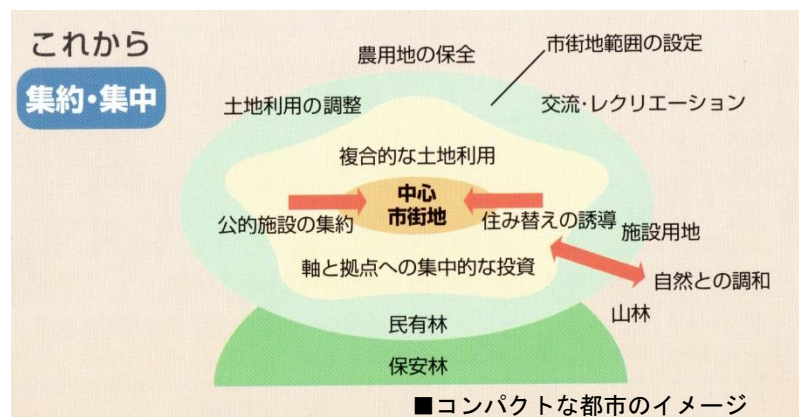 これから
集約・集中
農用地の保全
市街地範囲の設定
土地利用の調整
交流・レクリエーション
複合的な土地利用
中心
市街地
公的施設の集約
住み替えの誘導
施設用地
軸と拠点への集中的な投資
自然との調和
山林
民有林
保安林
■コンパクトな都市のイメージ